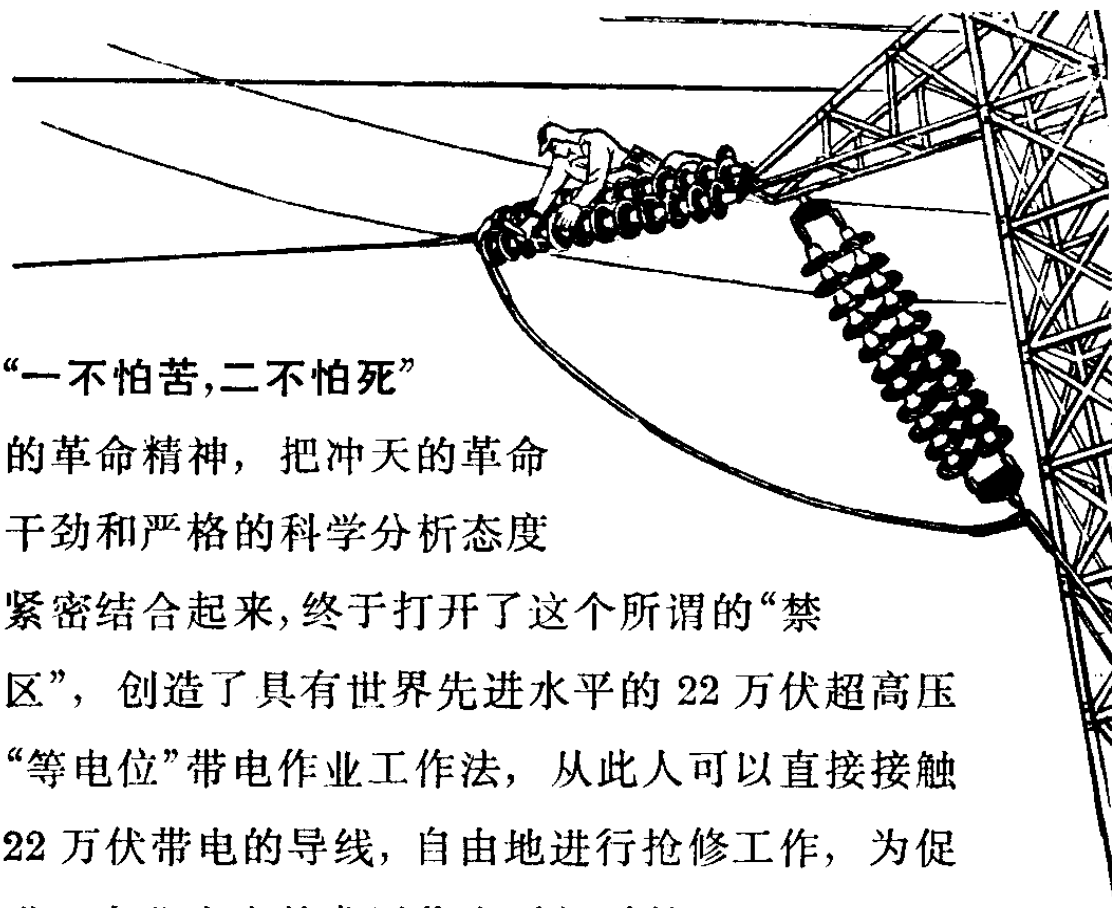 “一不怕苦,二不怕死”
的革命精神，把冲天的革命
干劲和严格的科学分析态度
紧密结合起来,终于打开了这个所谓的“禁
区”，创造了具有世界先进水平的 22 万伏超高压
“等电位”带电作业工作法，从此人可以直接接触
22 万伏带电的导线，自由地进行抢修工作，为促